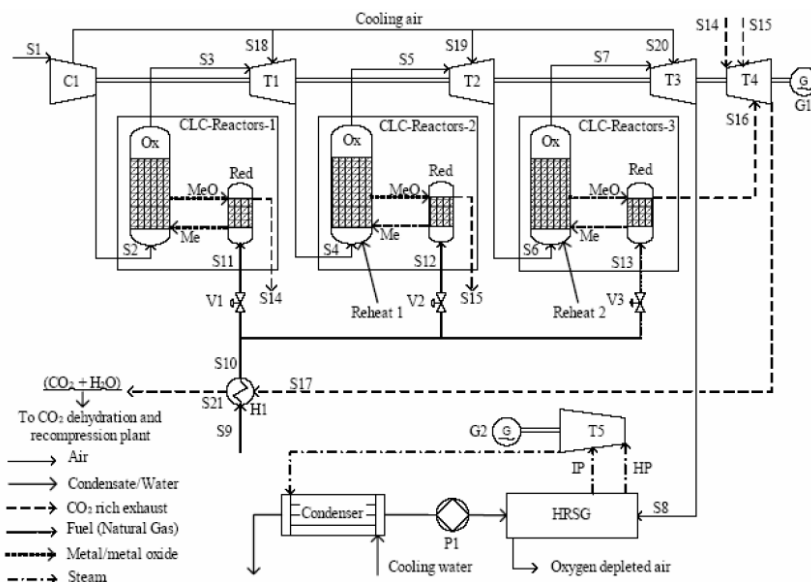 Cooling air
S14 S15
S1 S18 S19 S20
S3 S5 S7
C1 T1 T2 T3 T4 G
G1
S16
CLC-Reactors-1 CLC-Reactors-2 CLC-Reactors-3
Ox Ox Ox
Red Red Red
MeO MeO MeO
Me Me Me
S2 S4 S6
S11 S12 S13
S14 S15
V1 V2 V3
Reheat 1 Reheat 2
S10
(CO2 + H2O) S17
S21 H1
To CO2 dehydration and
recompression plant
S9
G2 G T5
Air
IP HP
Condensate/Water
CO2 rich exhaust
Condenser HRSG S8
Fuel (Natural Gas)
P1
Metal/metal oxide
Cooling water Oxygen depleted air
Steam